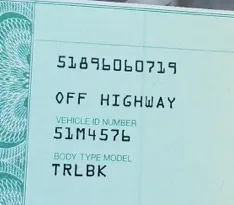 51896060719
OFF HIGHWAY
VEHICLE ID NUMBER
51M4576
BODY TYPE MODEL
TRLBK